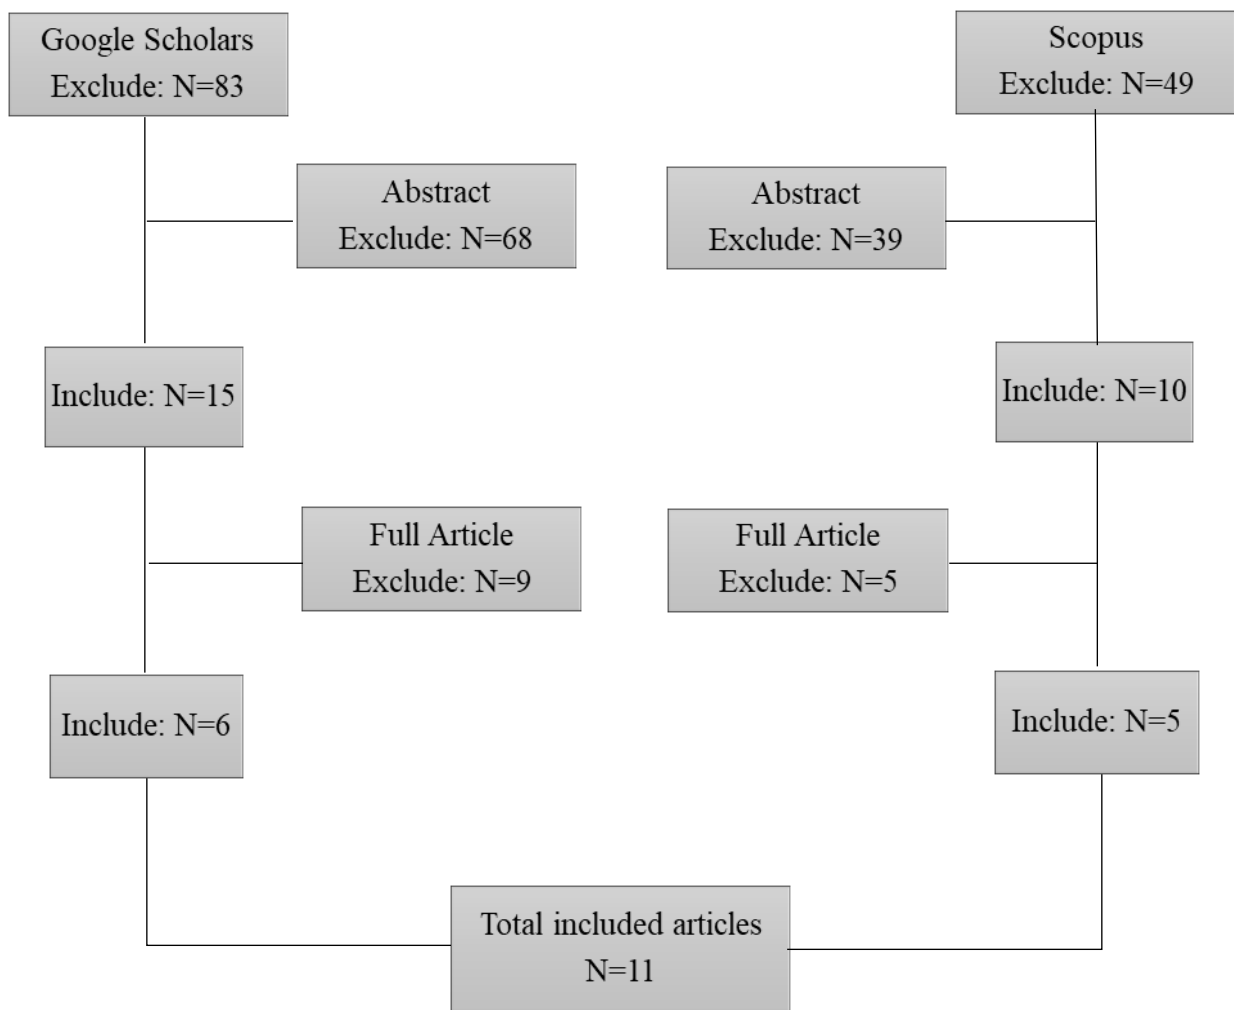 Google Scholars
Exclude: N=83
Scopus
Exclude: N=49
Abstract
Exclude: N=68
Abstract
Exclude: N=39
Include: N=15
Include: N=10
Full Article
Exclude: N=9
Full Article
Exclude: N=5
Include: N=6
Include: N=5
Total included articles
N=11